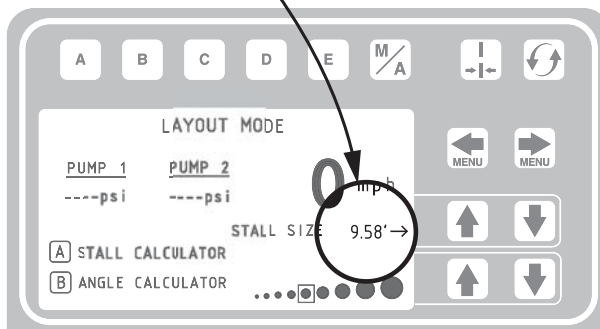 A B C D E M/A
LAYOUT MODE
MENU MENU
PUMP 1 PUMP 2
----psi ----psi 0 mph
STALL SIZE 9.58'→
A STALL CALCULATOR
B ANGLE CALCULATOR